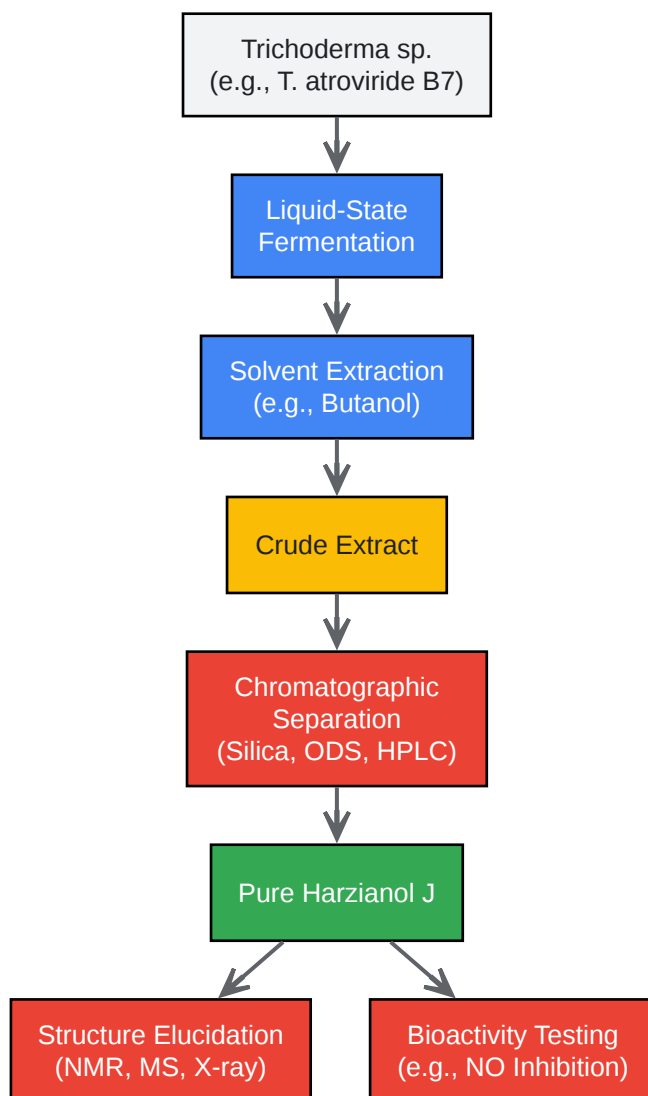 Trichoderma sp.
(e.g., T. atroviride B7)
Liquid-State
Fermentation
Solvent Extraction
(e.g., Butanol)
Crude Extract
Chromatographic
Separation
(Silica, ODS, HPLC)
Pure Harzianol J
Structure Elucidation
(NMR, MS, X-ray)
Bioactivity Testing
(e.g., NO Inhibition)